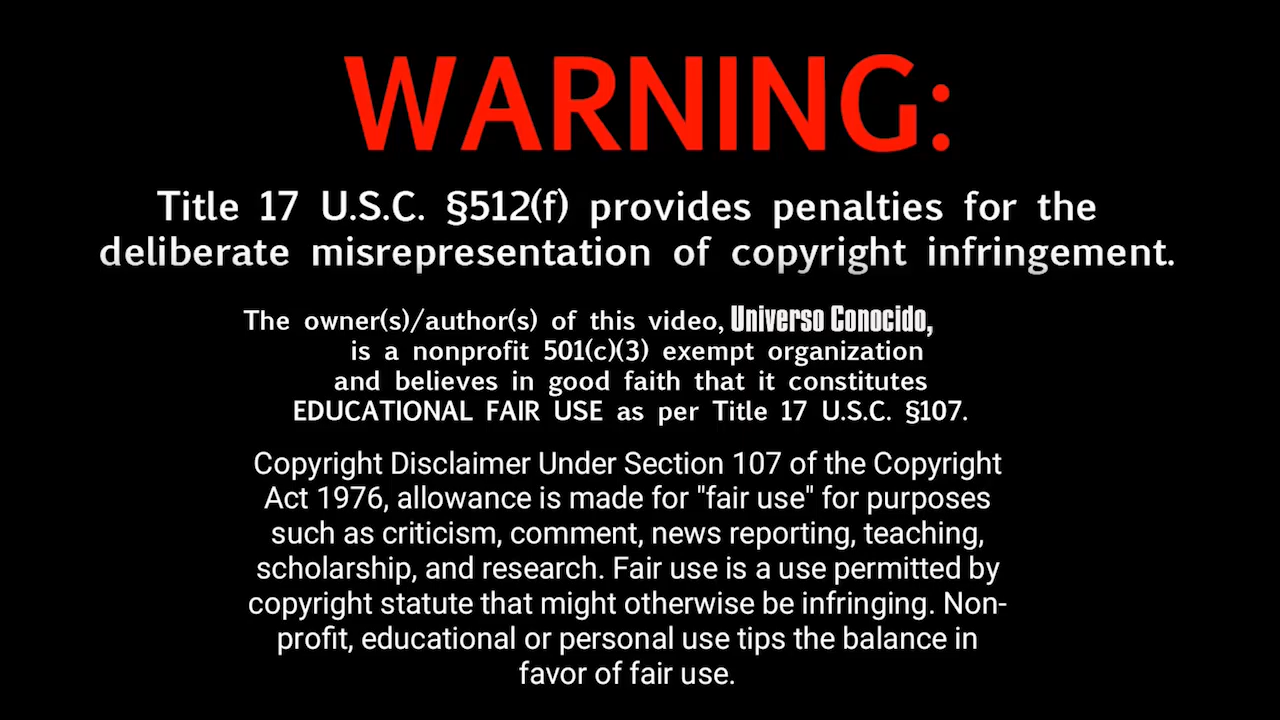 WARNING:
Title 17 U.S.C. §512(f) provides penalties for the
deliberate misrepresentation of copyright infringement.
The owner(s)/author(s) of this video, Universo Conocido,
is a nonprofit 501(c)(3) exempt organization
and believes in good faith that it constitutes
EDUCATIONAL FAIR USE as per Title 17 U.S.C. §107.
Copyright Disclaimer Under Section 107 of the Copyright
Act 1976, allowance is made for "fair use" for purposes
such as criticism, comment, news reporting, teaching,
scholarship, and research. Fair use is a use permitted by
copyright statute that might otherwise be infringing. Non-
profit, educational or personal use tips the balance in
favor of fair use.